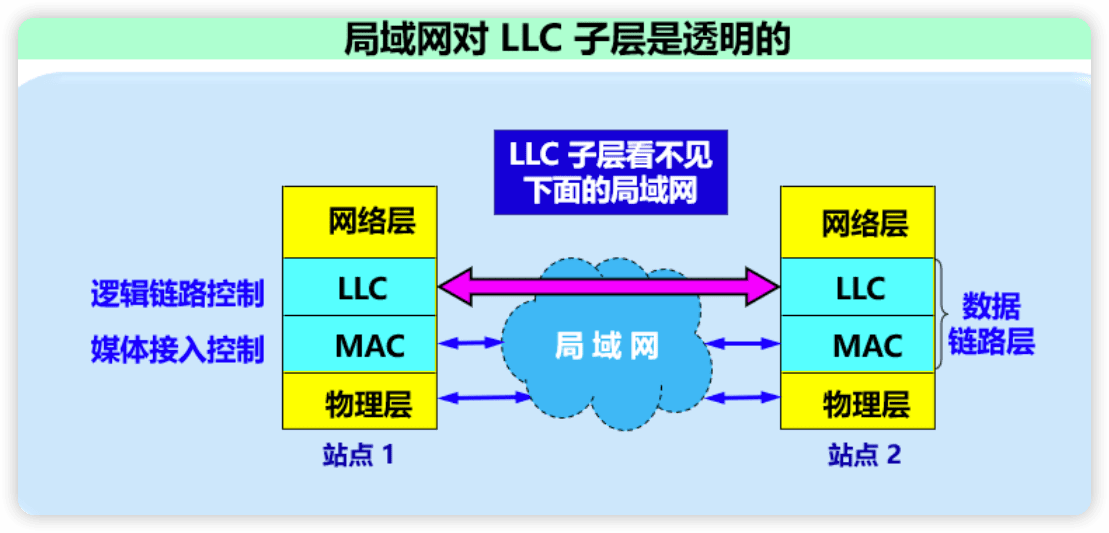 局域网对 LLC 子层是透明的
LLC 子层看不见
下面的局域网
网络层
网络层
逻辑链路控制
LLC
LLC
数据
链路层
媒体接入控制
MAC
局 域 网
MAC
物理层
物理层
站点 1
站点 2